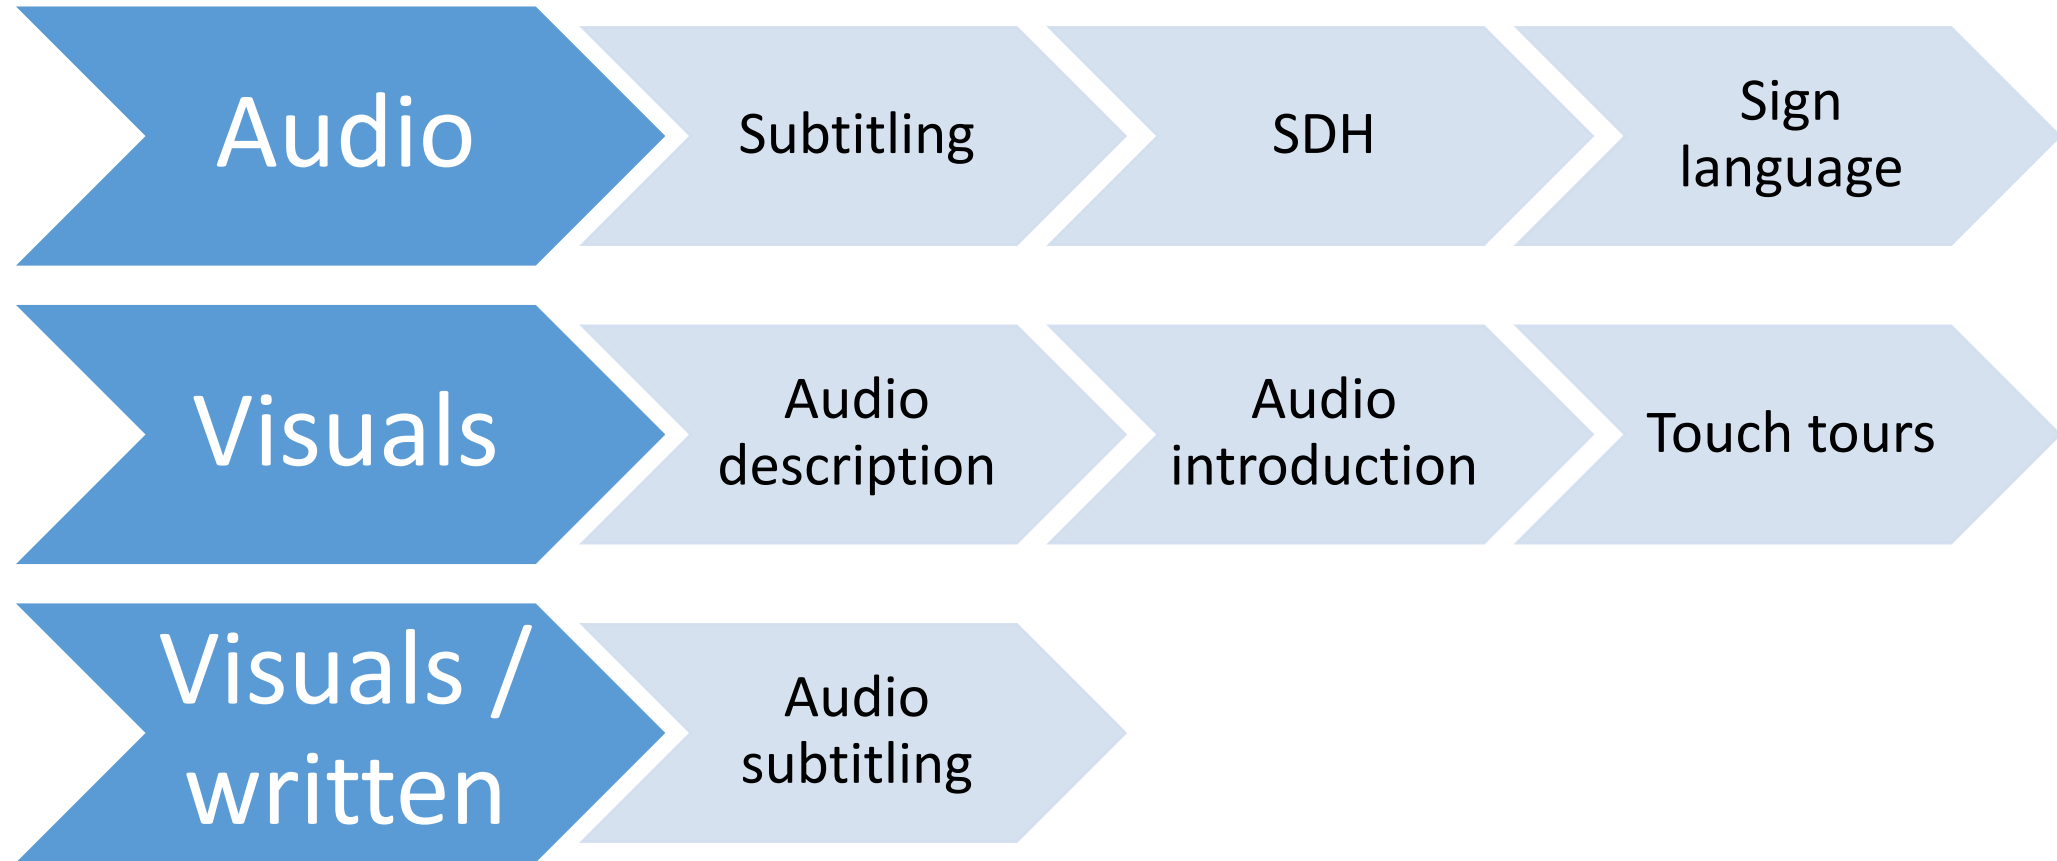 Audio
Subtitling
SDH
Sign
language
Visuals
Audio
description
Audio
introduction
Touch tours
Visuals /
written
Audio
subtitling